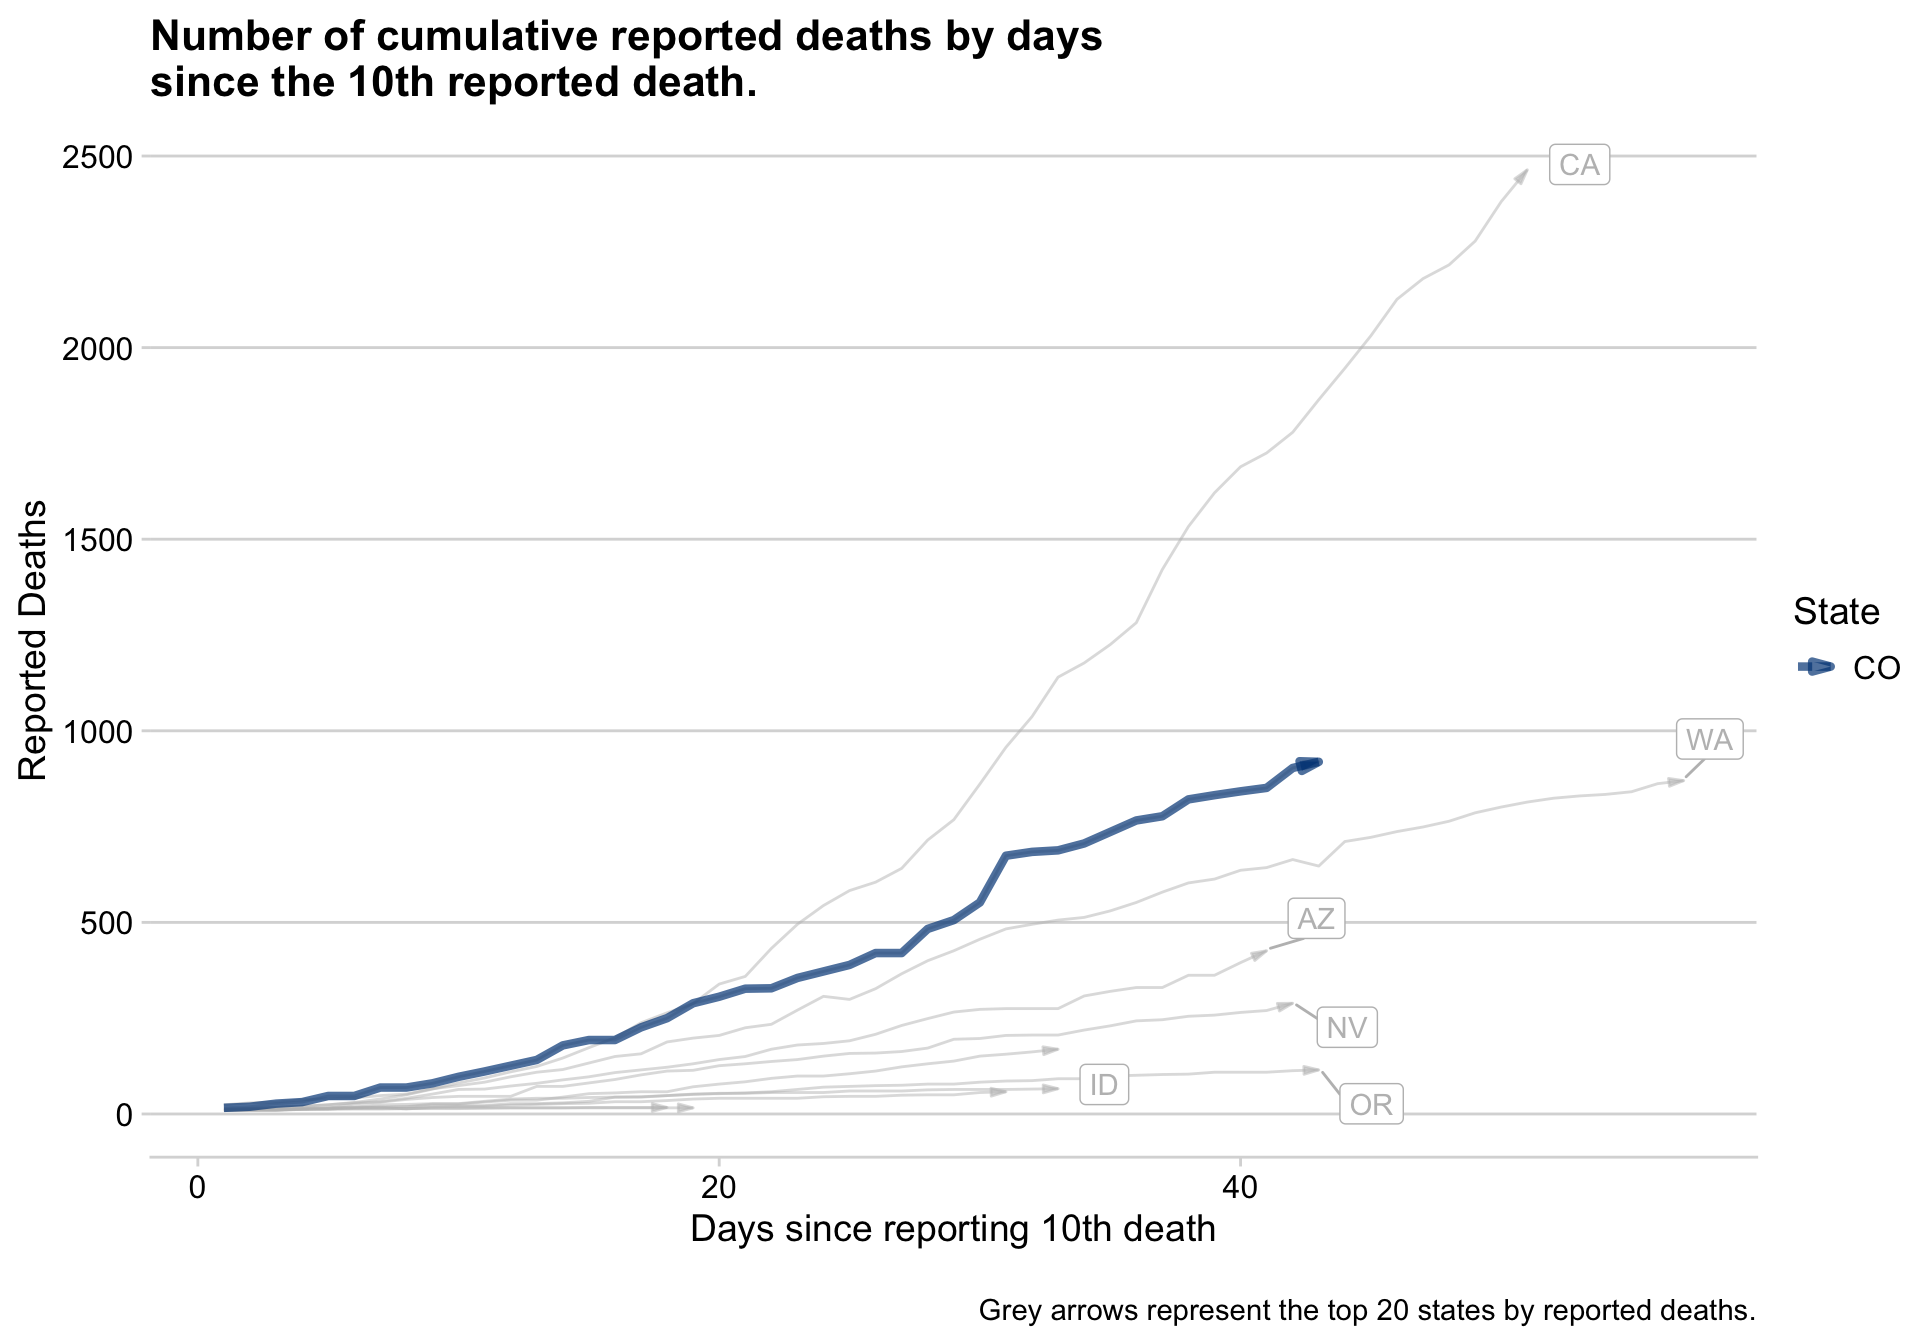 Number of cumulative reported deaths by days
since the 10th reported death.
2500
CA
2000
1500
Reported Deaths
State
CO
1000
WA
500
AZ
NV
ID
OR
0
0
20
40
Days since reporting 10th death
Grey arrows represent the top 20 states by reported deaths.